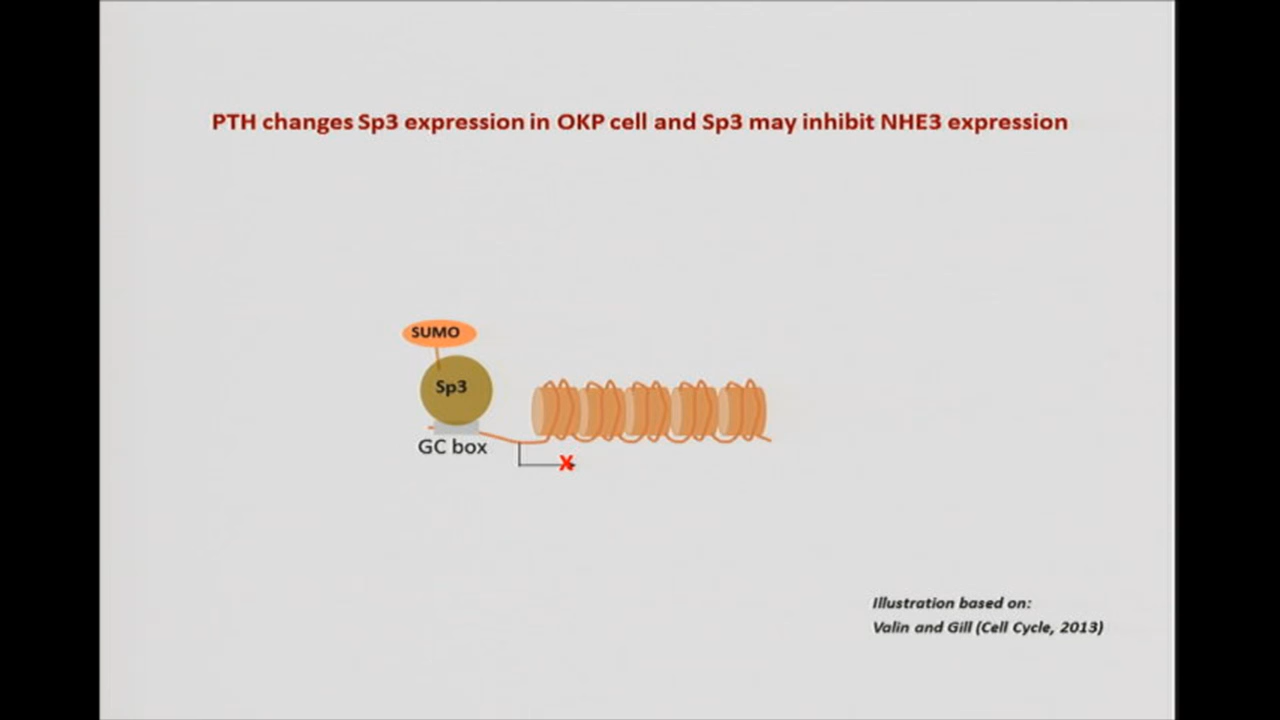 PTH changes Sp3 expression in OKP cell and Sp3 may inhibit NHE3 expression
SUMO
Sp3
GC box
X
Illustration based on:
Valin and Gill (Cell Cycle, 2013)